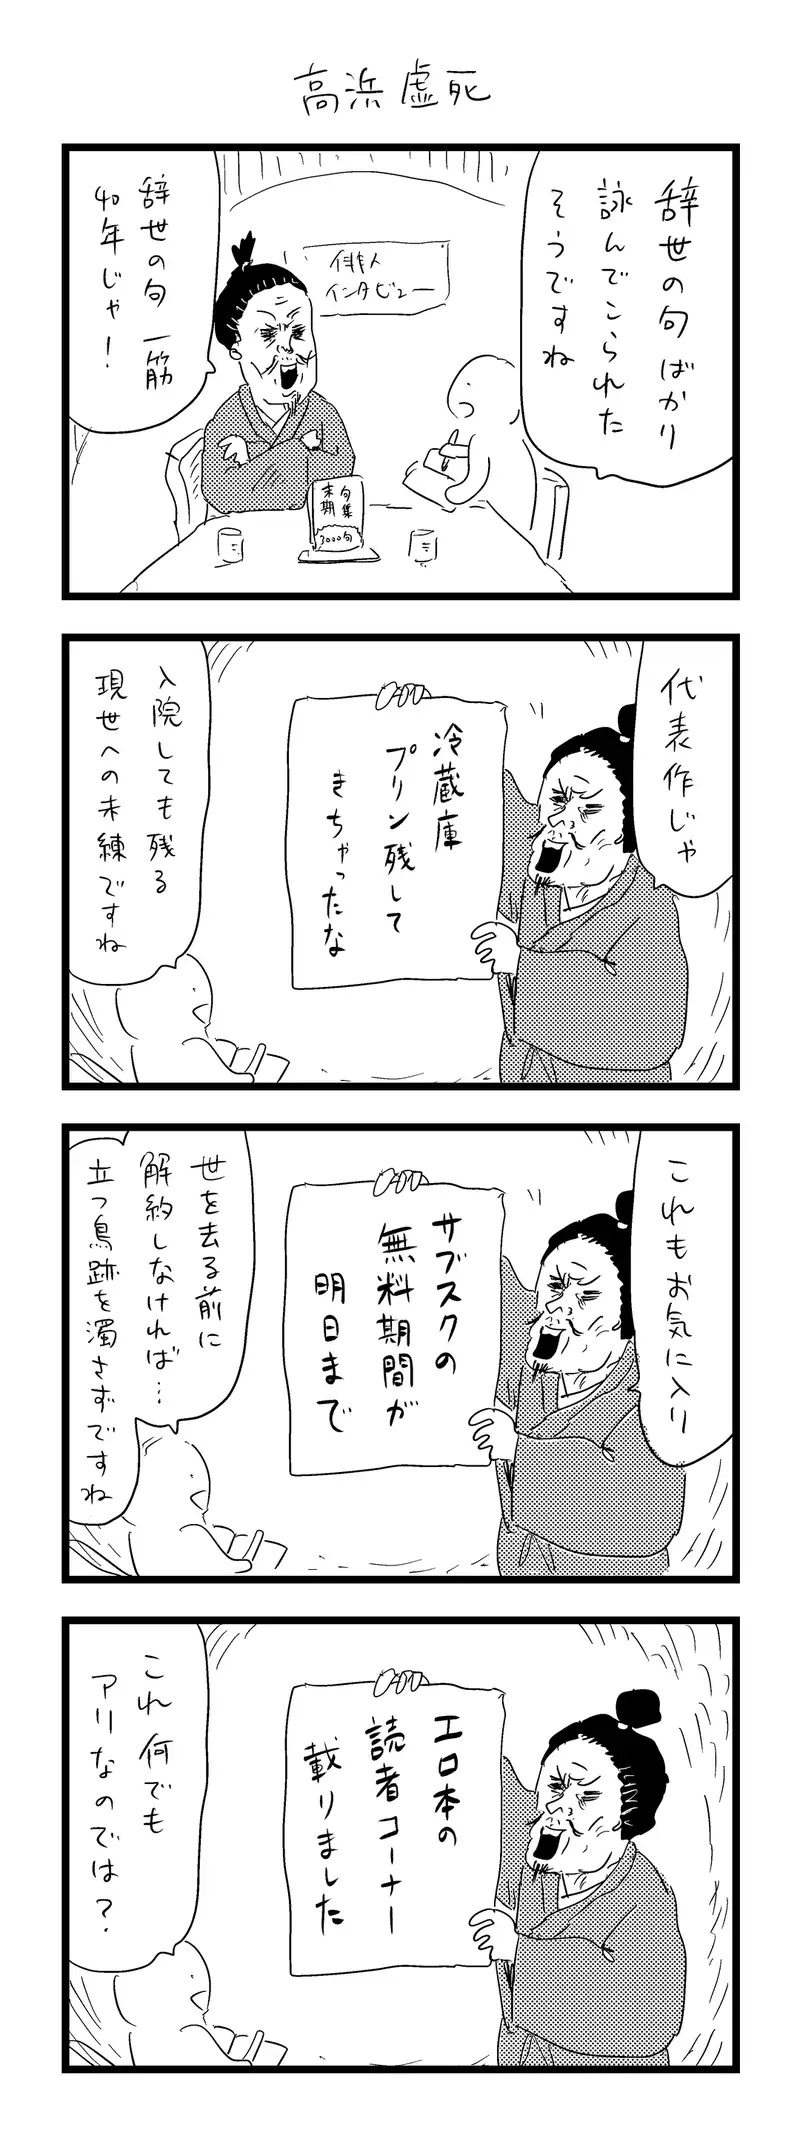 高浜虚死
辞世の句ばかり
詠んでこられた
そうですね
俳人
インタビュー
辞世の句一筋
40年じゃ！
末期
句集
3000句
代表作じゃ
冷蔵庫
プリン残して
きちゃったな
入院しても残る
現世への未練ですね
これもお気に入り
サブスクの
無料期間が
明日まで
世を去る前に
解約しなければ…
立つ鳥跡を濁さずですね
エロ本の
読者コーナー
載りました
これ何でも
アリなのでは？